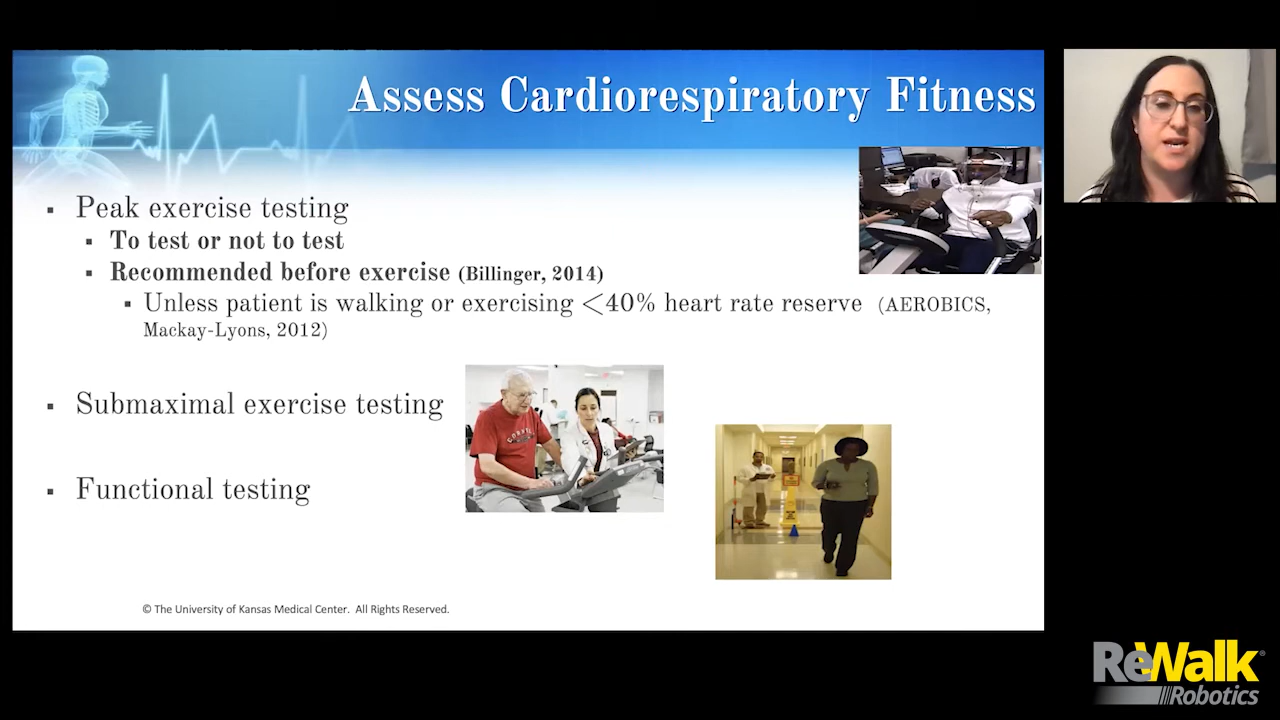 Assess Cardiorespiratory Fitness
▪ Peak exercise testing
▪ To test or not to test
▪ Recommended before exercise (Billinger, 2014)
▪ Unless patient is walking or exercising <40% heart rate reserve (AEROBICS,
Mackay-Lyons, 2012)
▪ Submaximal exercise testing
▪ Functional testing
© The University of Kansas Medical Center. All Rights Reserved.
ReWalk®
Robotics